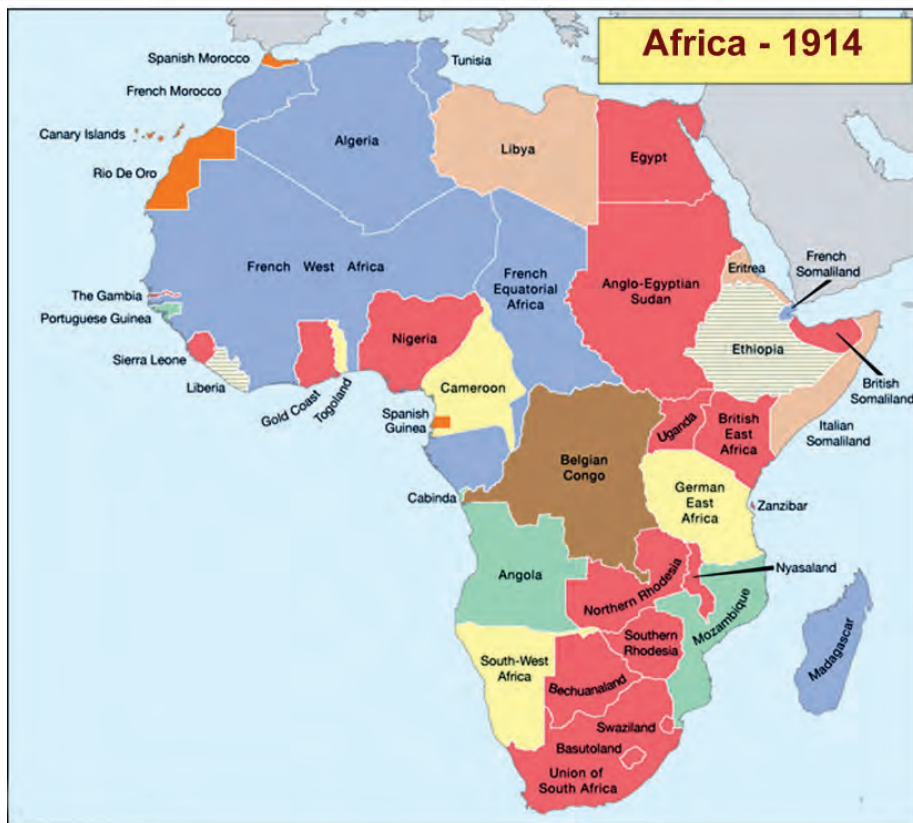 Africa - 1914
Spanish Morocco
French Morocco
Tunisia
Canary Islands
Rio De Oro
Algeria
Libya
Egypt
French West Africa
French
Equatorial
Africa
Anglo-Egyptian
Sudan
Eritrea
French
Somaliland
The Gambia
Portuguese Guinea
Sierra Leone
Liberia
Gold Coast
Togoland
Nigeria
Cameroon
Ethiopia
British
Somaliland
Italian
Somaliland
Spanish
Guinea
Uganda
British
East
Africa
Belgian
Congo
Cabinda
German
East
Africa
Zanzibar
Angola
Northern Rhodesia
Nyasaland
Mozambique
Madagascar
South-West
Africa
Southern
Rhodesia
Bechuanaland
Swaziland
Basutoland
Union of
South Africa